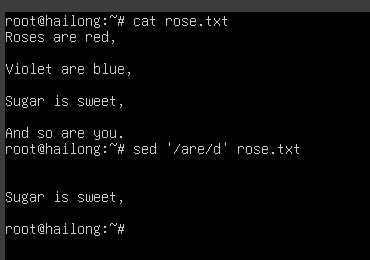 root@hailong:~# cat rose.txt
Roses are red,
Violet are blue,
Sugar is sweet,
And so are you.
root@hailong:~# sed '/are/d' rose.txt
Sugar is sweet,
root@hailong:~#